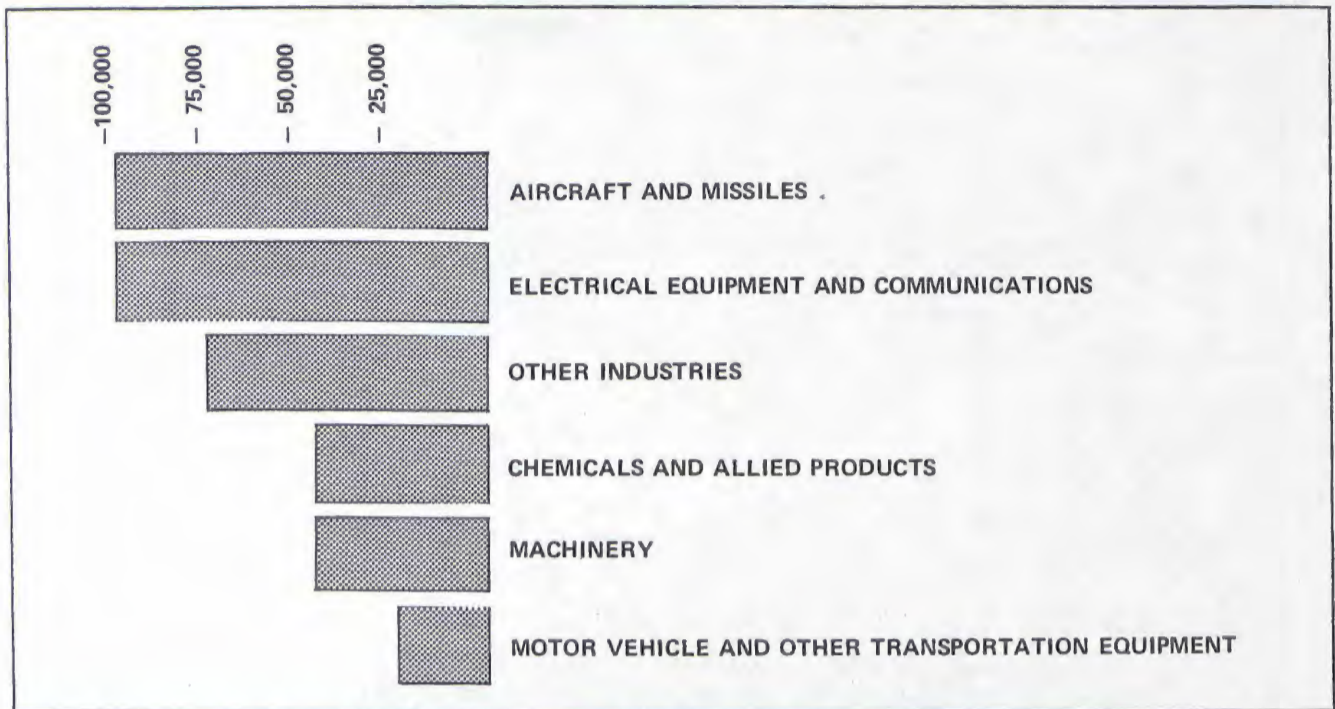 –100,000
– 75,000
– 50,000
– 25,000
AIRCRAFT AND MISSILES .
ELECTRICAL EQUIPMENT AND COMMUNICATIONS
OTHER INDUSTRIES
CHEMICALS AND ALLIED PRODUCTS
MACHINERY
MOTOR VEHICLE AND OTHER TRANSPORTATION EQUIPMENT